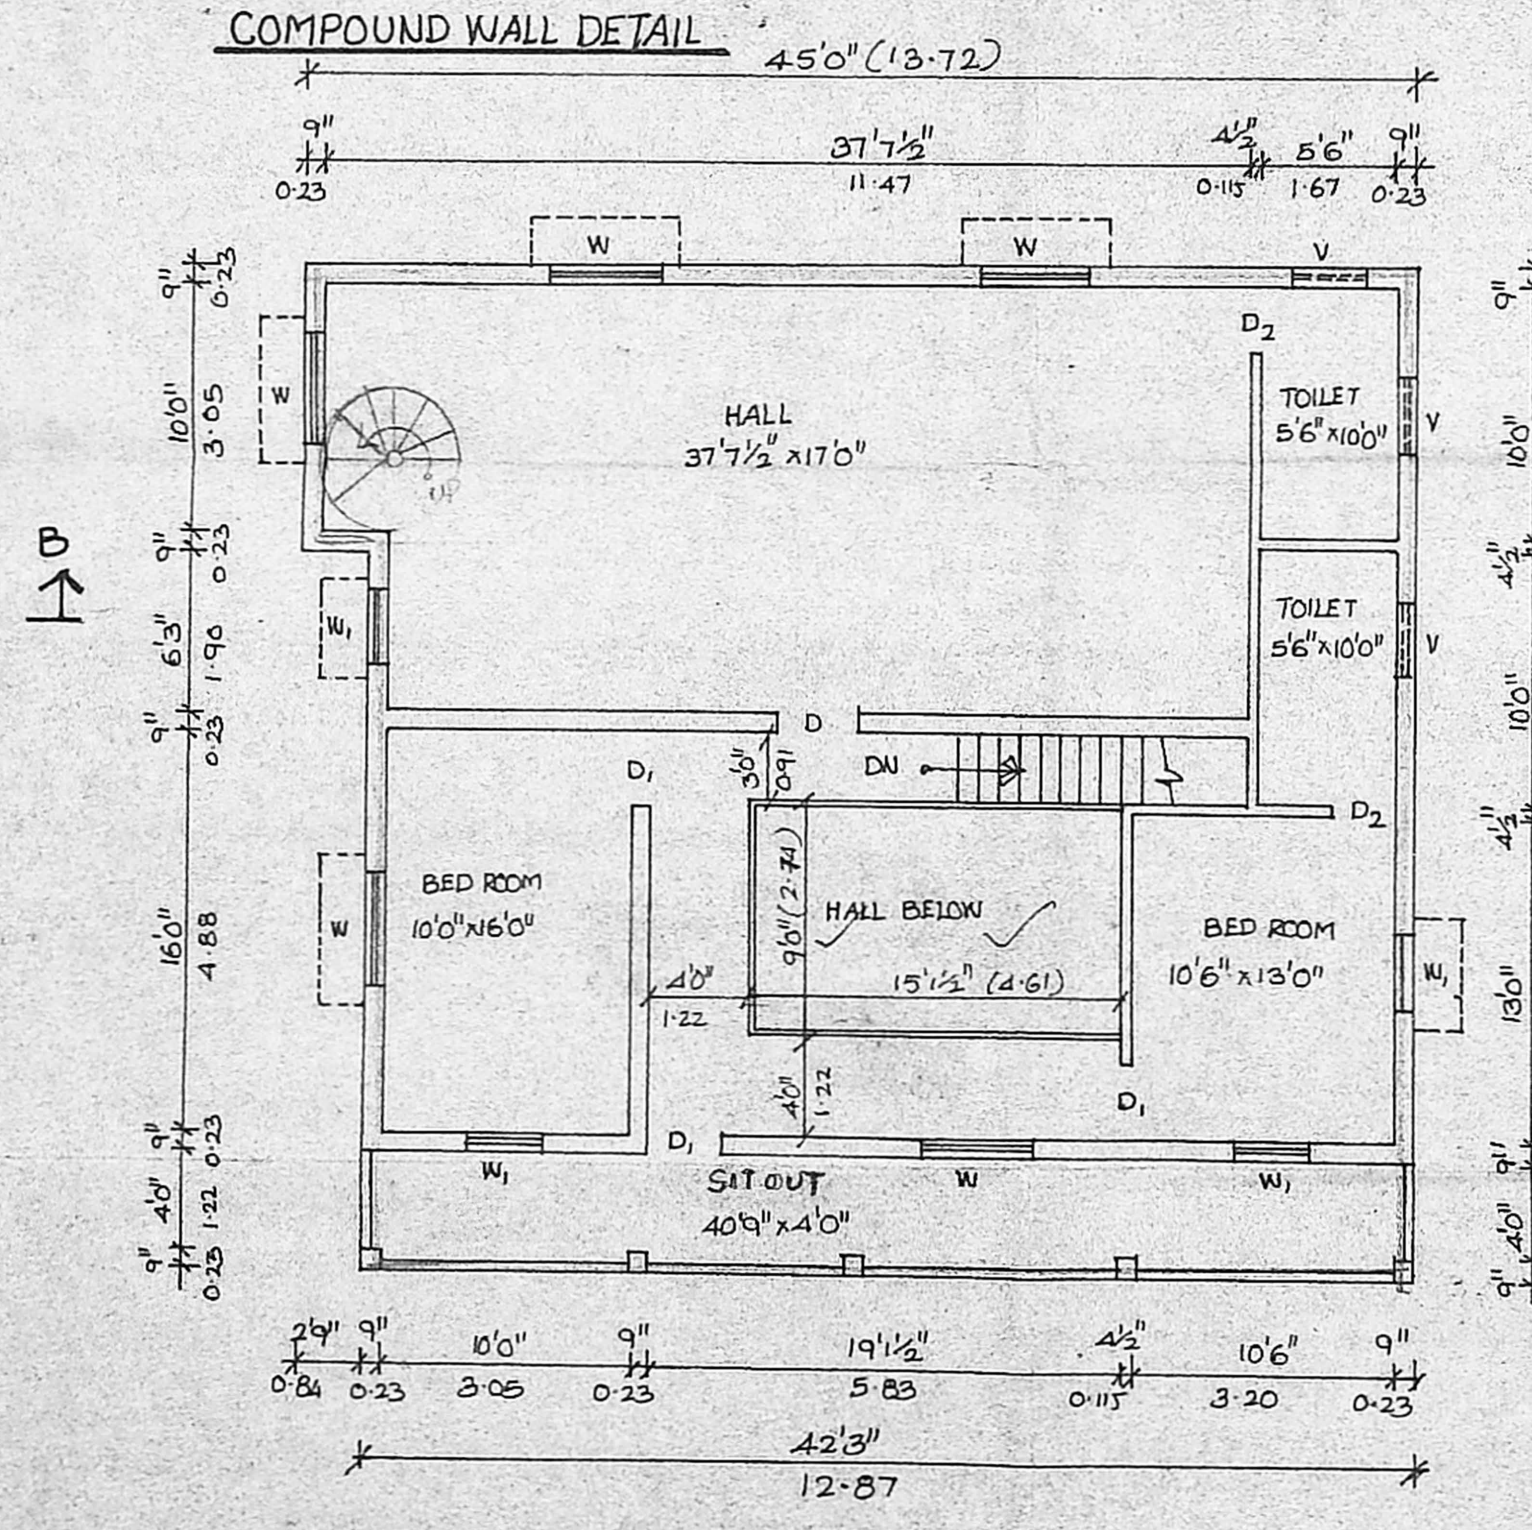 COMPOUND WALL DETAIL
45'0" (13.72)
9" 37'7½" 4½" 5'6" 9"
0.23 11.47 0.115 1.67 0.23
W W V
9" 0.23
10'0" 3.05
9" 0.23
6'3" 1.90
9" 0.23
16'0" 4.88
9" 0.23
4'0" 1.22
9" 0.23
B
W
UP
HALL
37'7½" x17'0"
D2
TOILET
5'6" x10'0"
V
W1
TOILET
5'6"x10'0"
V
D
D1
3'0" 0.91
DN
D2
BED ROOM
10'0"x16'0"
W
9'0" (2.74)
HALL BELOW
15'1½" (4.61)
4'0"
1.22
BED ROOM
10'6" x13'0"
W1
4'0" 1.22
D1
D1
W1 W W1
SIT OUT
40'9"x4'0"
9"
10'0"
4½"
10'0"
4½"
13'0"
9"
4'0"
9"
2'9" 9" 10'0" 9" 19'1½" 4½" 10'6" 9"
0.84 0.23 3.05 0.23 5.83 0.115 3.20 0.23
42'3"
12.87